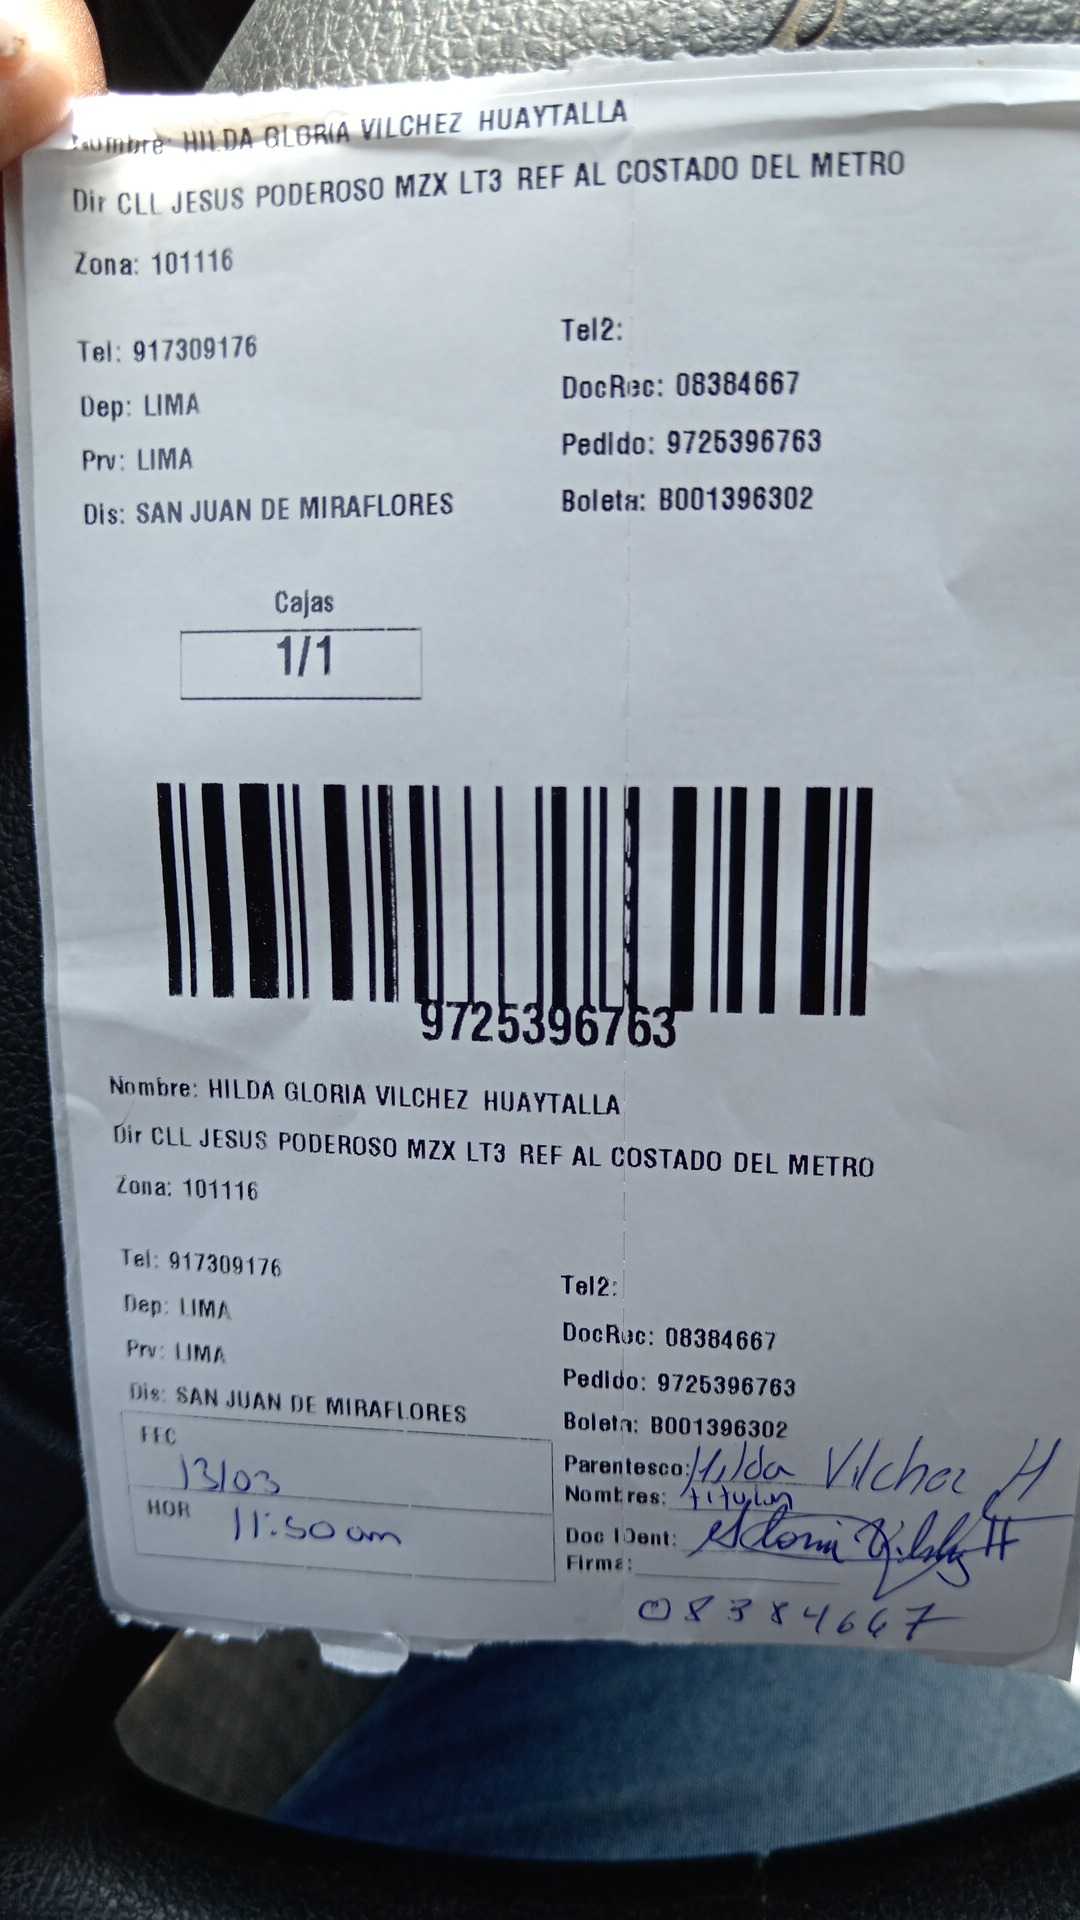 Nombre: HILDA GLORIA VILCHEZ HUAYTALLA
Dir CLL JESUS PODEROSO MZX LT3 REF AL COSTADO DEL METRO
Zona: 101116
Tel: 917309176
Tel2:
Dep: LIMA
DocRec: 08384667
Prv: LIMA
Pedido: 9725396763
Dis: SAN JUAN DE MIRAFLORES
Boleta: B001396302
Cajas
1/1
9725396763
Nombre: HILDA GLORIA VILCHEZ HUAYTALLA
Dir CLL JESUS PODEROSO MZX LT3 REF AL COSTADO DEL METRO
Zona: 101116
Tel: 917309176
Tel2:
Dep: LIMA
DocRec: 08384667
Prv: LIMA
Pedido: 9725396763
Dis: SAN JUAN DE MIRAFLORES
Boleta: B001396302
FEC
13/03
HOR
11:50am
Parentesco: Hilda Vilchez H
Nombres: titular
Doc IDent:
Firma:
08384667